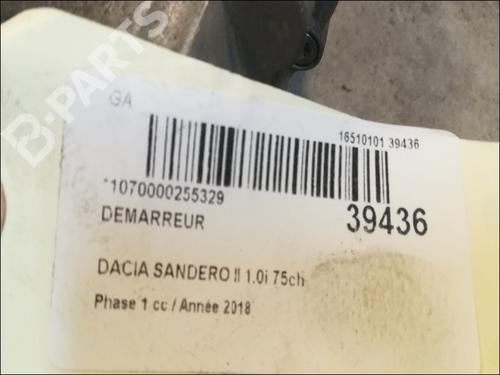 B-PARTS
GA
16510101 39436
*1070000255329
39436
DEMARREUR
DACIA SANDERO II 1.0i 75ch
Phase 1 cc / Année 2018